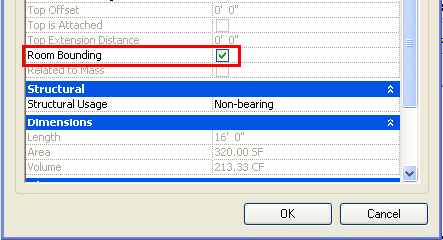 Top Offset 0' 0"
Top is Attached
Top Extension Distance 0' 0"
Room Bounding
Related to Mass
Structural
Structural Usage Non-bearing
Dimensions
Length 16' 0"
Area 320.00 SF
Volume 213.33 CF
OK Cancel